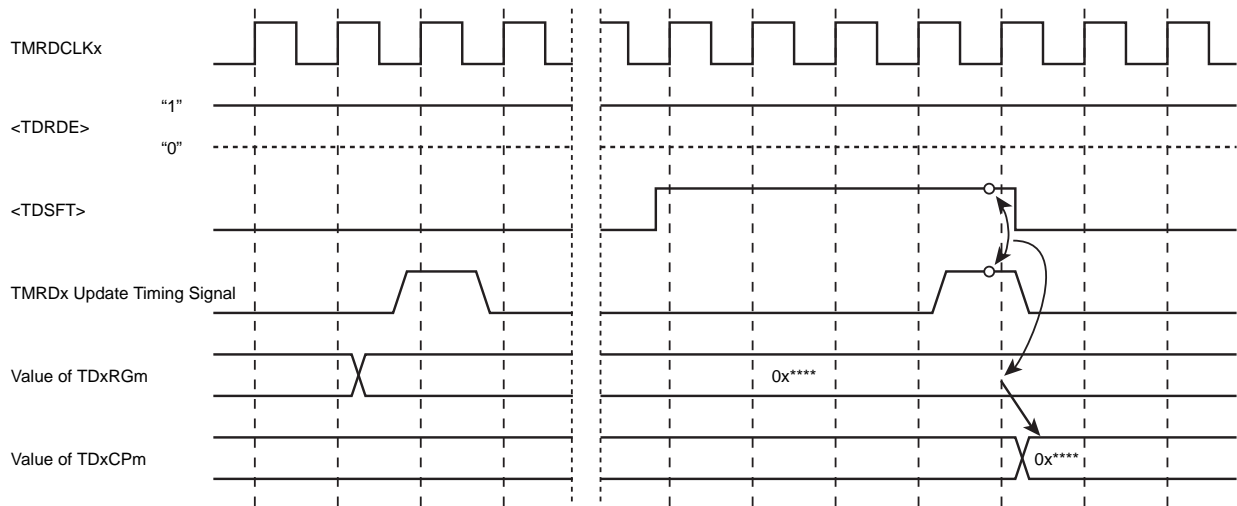 TMRDCLKx
“1”
<TDRDE>
“0”
<TDSFT>
TMRDx Update Timing Signal
Value of TDxRGm
0x****
Value of TDxCPm
0x****